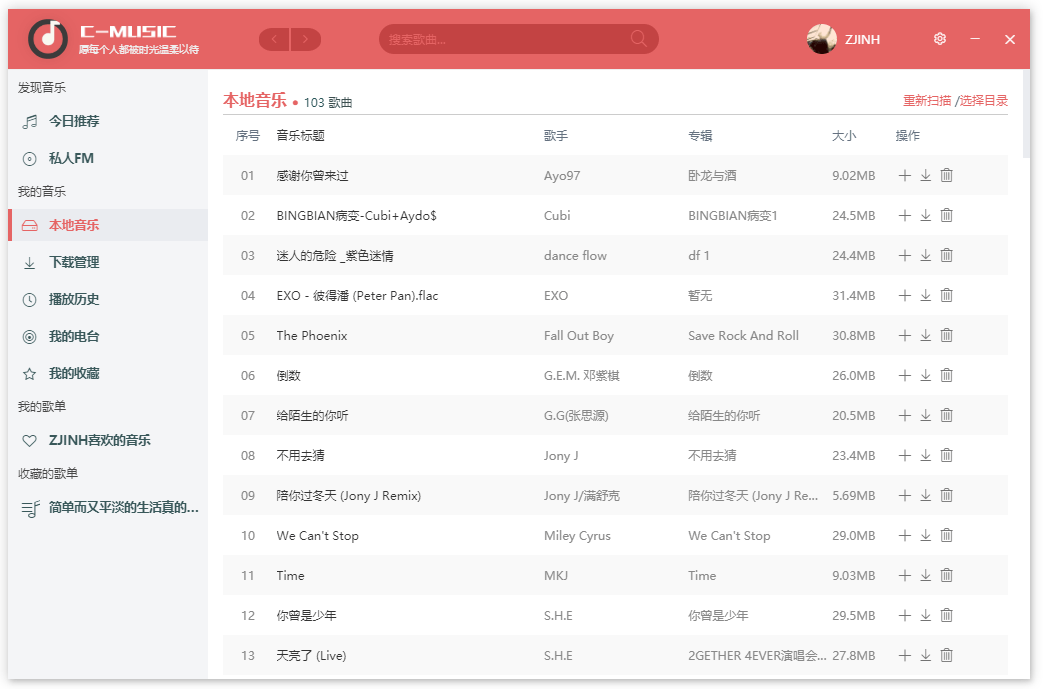 C-MUSIC
愿每个人都被时光温柔以待
搜索歌曲...
ZJINH
发现音乐
今日推荐
私人FM
我的音乐
本地音乐
下载管理
播放历史
我的电台
我的收藏
我的歌单
ZJINH喜欢的音乐
收藏的歌单
简单而又平淡的生活真的...
本地音乐 • 103 歌曲
重新扫描 /选择目录
序号 音乐标题 歌手 专辑 大小 操作
01 感谢你曾来过 Ayo97 卧龙与酒 9.02MB
02 BINGBIAN病变-Cubi+Aydo$ Cubi BINGBIAN病变1 24.5MB
03 迷人的危险 _紫色迷情 dance flow df 1 24.4MB
04 EXO - 彼得潘 (Peter Pan).flac EXO 暂无 31.4MB
05 The Phoenix Fall Out Boy Save Rock And Roll 30.8MB
06 倒数 G.E.M. 邓紫棋 倒数 26.0MB
07 给陌生的你听 G.G(张思源) 给陌生的你听 20.5MB
08 不用去猜 Jony J 不用去猜 23.4MB
09 陪你过冬天 (Jony J Remix) Jony J/满舒克 陪你过冬天 (Jony J Re... 5.69MB
10 We Can't Stop Miley Cyrus We Can't Stop 29.0MB
11 Time MKJ Time 9.03MB
12 你曾是少年 S.H.E 你曾是少年 29.5MB
13 天亮了 (Live) S.H.E 2GETHER 4EVER演唱会... 27.8MB